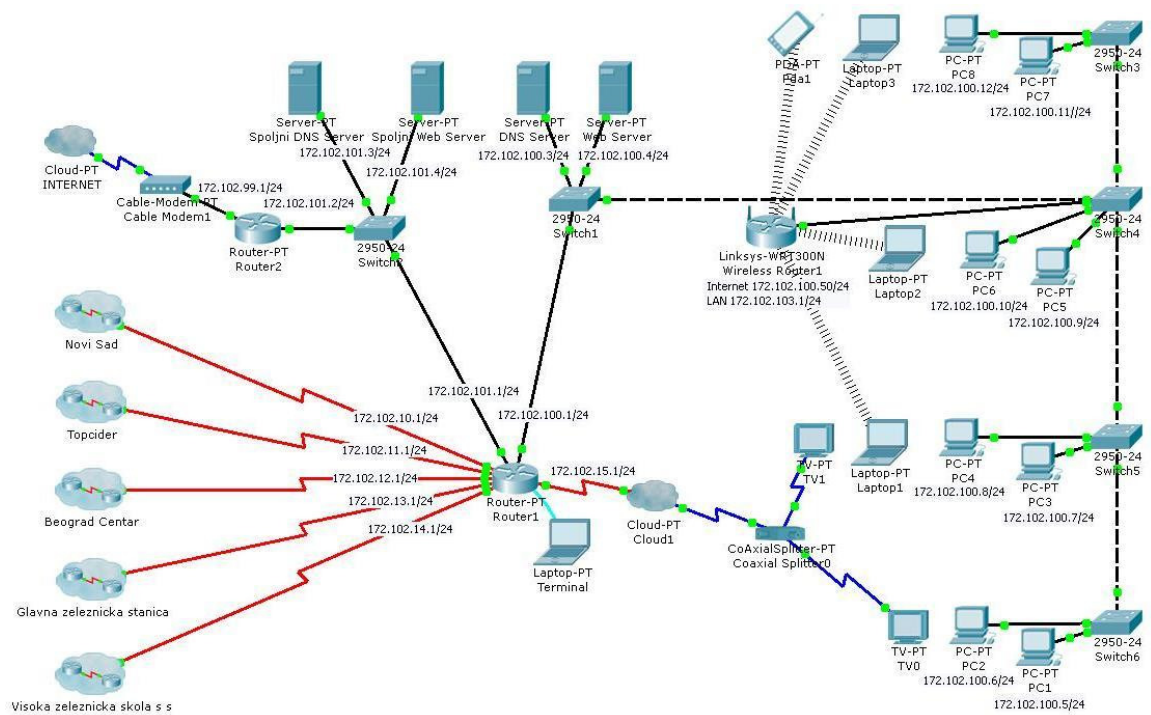 Cloud-PT
INTERNET
Cable-Modem-PT
Cable Modem1
172.102.99.1/24
Router-PT
Router2
172.102.101.2/24
2950-24
Switch2
Server-PT
Spoljni DNS Server
172.102.101.3/24
Server-PT
Spoljni Web Server
172.102.101.4/24
Server-PT
DNS Server
172.102.100.3/24
Server-PT
Web Server
172.102.100.4/24
2950-24
Switch1
PDA-PT
Pda1
Laptop-PT
Laptop3
PC-PT
PC8
172.102.100.12/24
PC-PT
PC7
172.102.100.11//24
2950-24
Switch3
2950-24
Switch4
Linksys-WRT300N
Wireless Router1
Internet 172.102.100.50/24
LAN 172.102.103.1/24
Laptop-PT
Laptop2
PC-PT
PC6
172.102.100.10/24
PC-PT
PC5
172.102.100.9/24
Novi Sad
Topcider
Beograd Centar
Glavna zeleznicka stanica
Visoka zeleznicka skola s s
172.102.101.1/24
172.102.100.1/24
172.102.10.1/24
172.102.11.1/24
172.102.12.1/24
172.102.13.1/24
172.102.14.1/24
172.102.15.1/24
Router-PT
Router1
Laptop-PT
Terminal
Cloud-PT
Cloud1
TV-PT
TV1
CoAxialSplitter-PT
Coaxial Splitter0
TV-PT
TV0
Laptop-PT
Laptop1
PC-PT
PC4
172.102.100.8/24
PC-PT
PC3
172.102.100.7/24
2950-24
Switch5
PC-PT
PC2
172.102.100.6/24
PC-PT
PC1
172.102.100.5/24
2950-24
Switch6